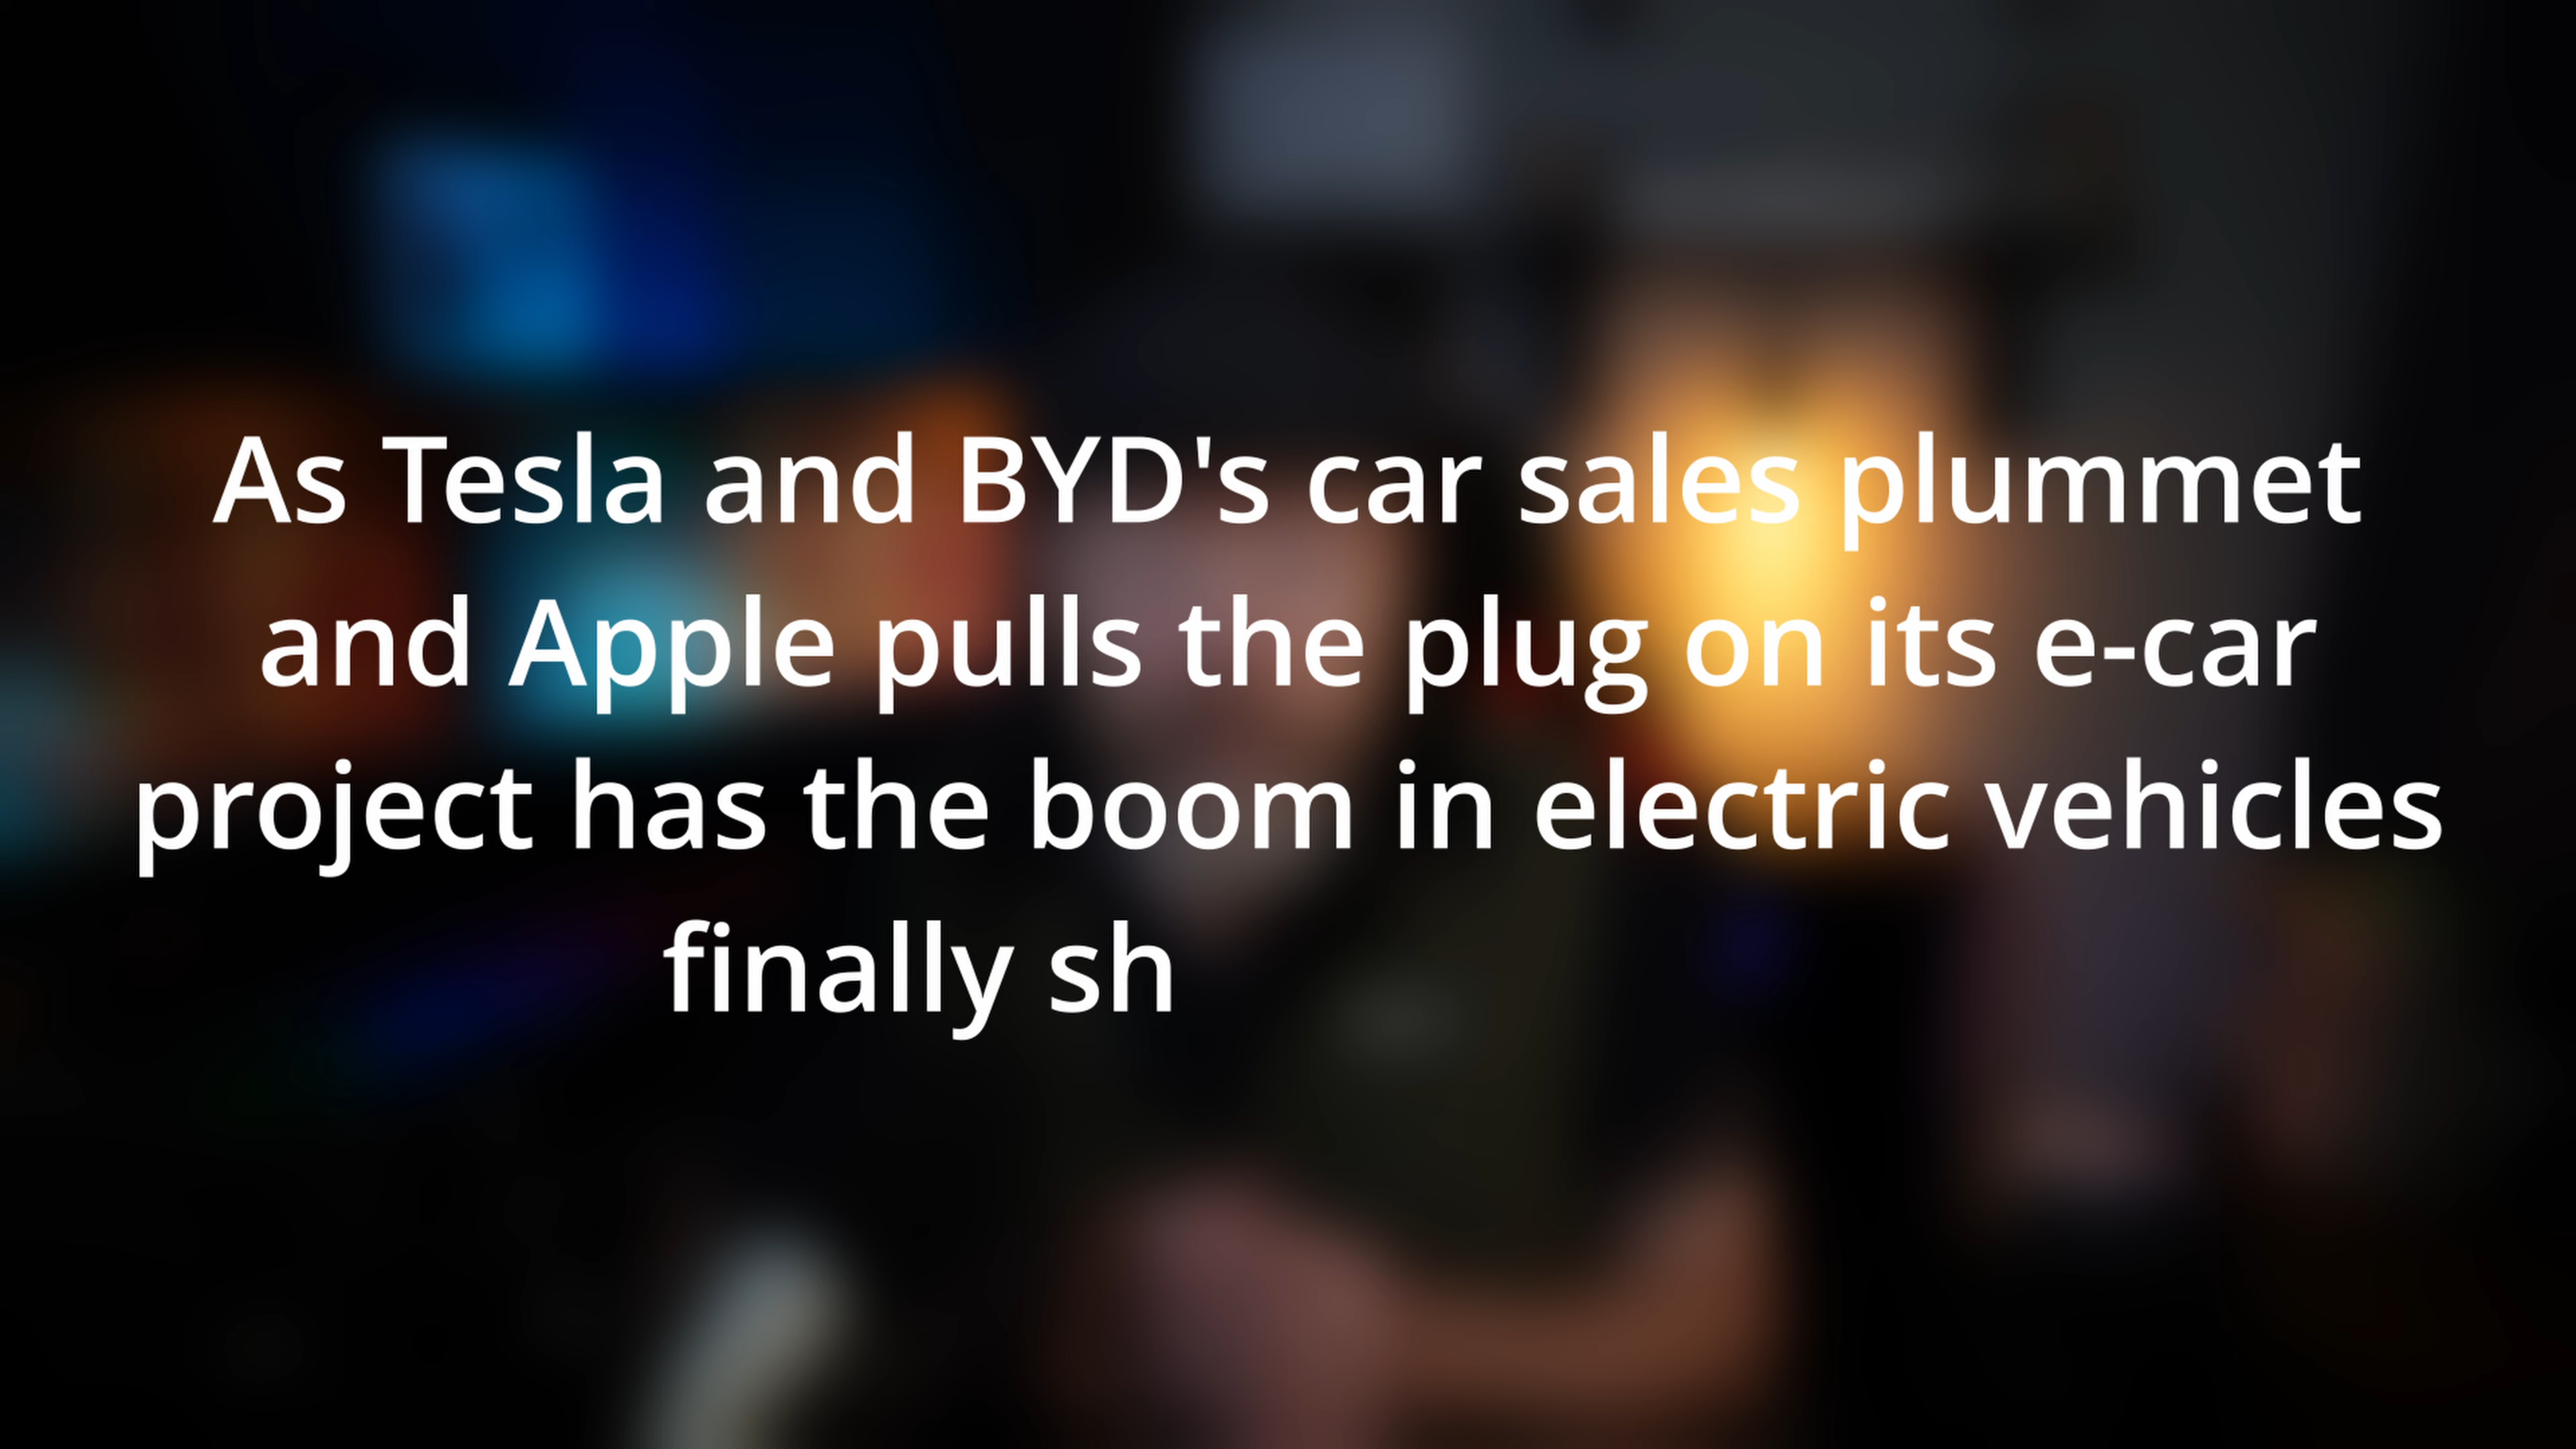 As Tesla and BYD's car sales plummet
and Apple pulls the plug on its e-car
project has the boom in electric vehicles
finally sh